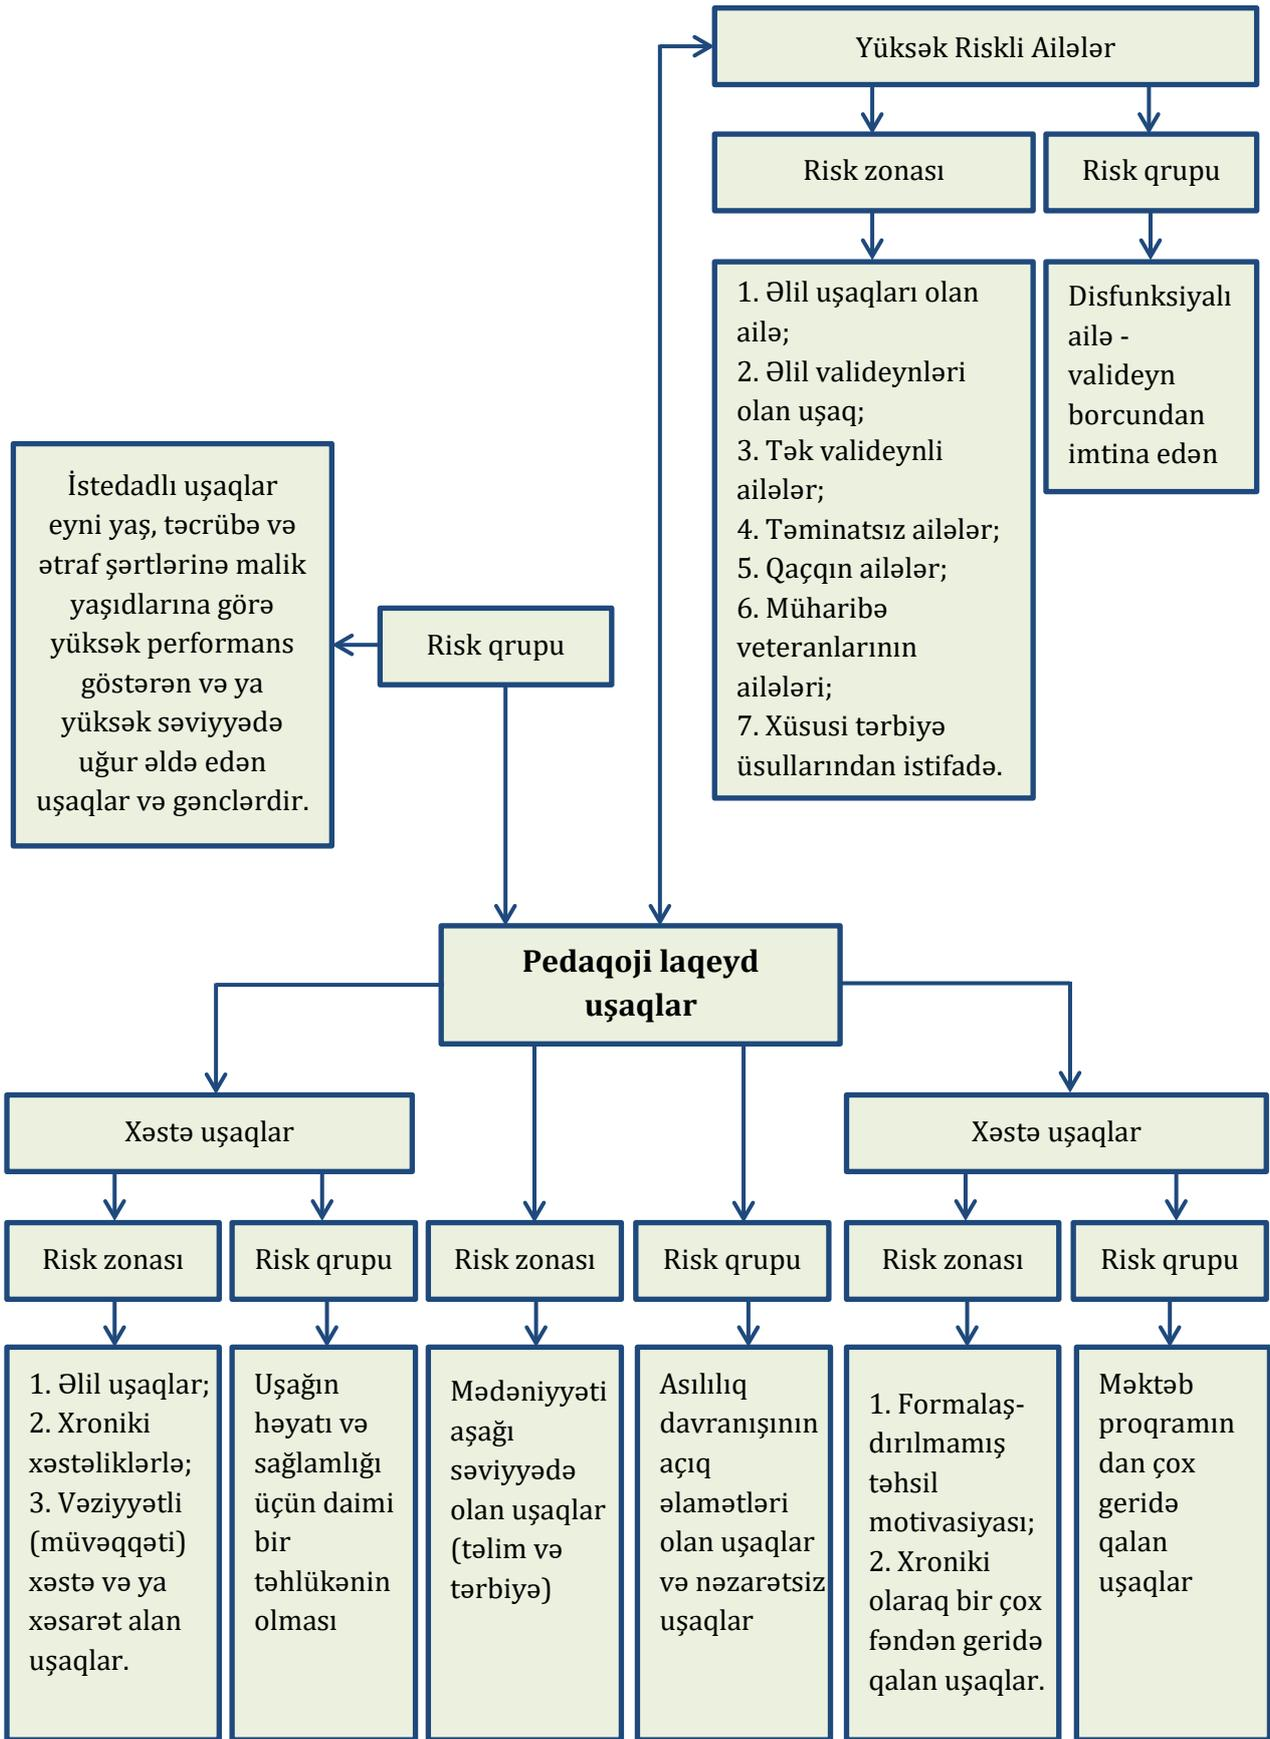 Yüksək Riskli Ailələr
Risk zonası
Risk qrupu
1. Əlil uşaqları olan
ailə;
2. Əlil valideynləri
olan uşaq;
3. Tək valideynli
ailələr;
4. Təminatsız ailələr;
5. Qaçqın ailələr;
6. Müharibə
veteranlarının
ailələri;
7. Xüsusi tərbiyə
üsullarından istifadə.
Disfunksiyalı
ailə -
valideyn
borcundan
imtina edən
İstedadlı uşaqlar
eyni yaş, təcrübə və
ətraf şərtlərinə malik
yaşıdlarına görə
yüksək performans
göstərən və ya
yüksək səviyyədə
uğur əldə edən
uşaqlar və gənclərdir.
Risk qrupu
Pedaqoji laqeyd
uşaqlar
Xəstə uşaqlar
Xəstə uşaqlar
Risk zonası
Risk qrupu
Risk zonası
Risk qrupu
Risk zonası
Risk qrupu
1. Əlil uşaqlar;
2. Xroniki
xəstəliklərlə;
3. Vəziyyətli
(müvəqqəti)
xəstə və ya
xəsarət alan
uşaqlar.
Uşağın
həyatı və
sağlamlığı
üçün daimi
bir
təhlükənin
olması
Mədəniyyəti
aşağı
səviyyədə
olan uşaqlar
(təlim və
tərbiyə)
Asılılıq
davranışının
açıq
əlamətləri
olan uşaqlar
və nəzarətsiz
uşaqlar
1. Formalaş-
dırılmamış
təhsil
motivasiyası;
2. Xroniki
olaraq bir çox
fəndən geridə
qalan uşaqlar.
Məktəb
proqramın
dan çox
geridə
qalan
uşaqlar